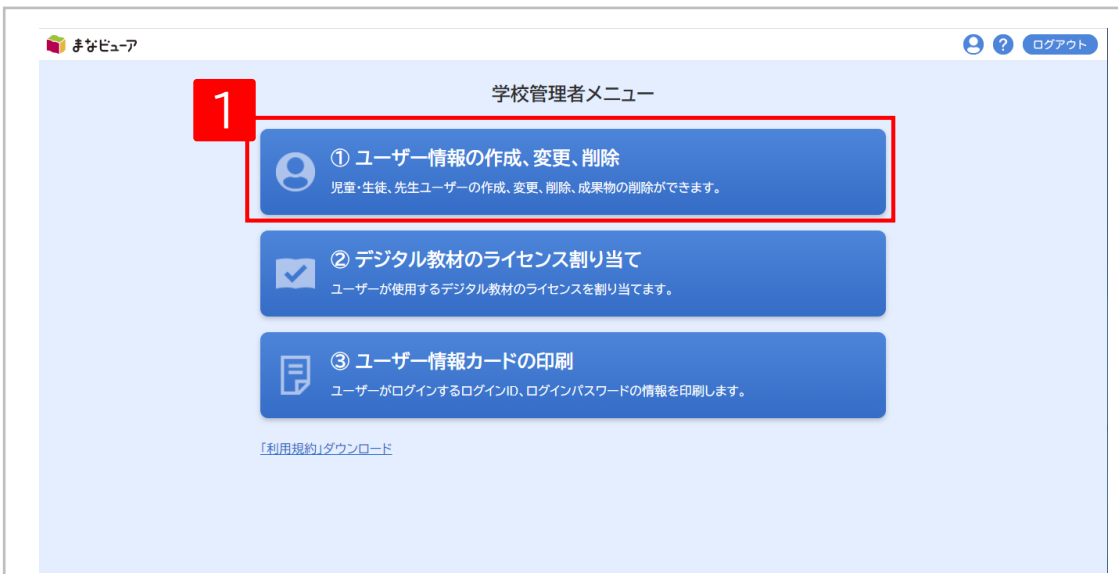 まなビューア
? ログアウト
学校管理者メニュー
1
① ユーザー情報の作成、変更、削除
児童・生徒、先生ユーザーの作成、変更、削除、成果物の削除ができます。
② デジタル教材のライセンス割り当て
ユーザーが使用するデジタル教材のライセンスを割り当てます。
③ ユーザー情報カードの印刷
ユーザーがログインするログインID、ログインパスワードの情報を印刷します。
「利用規約」ダウンロード